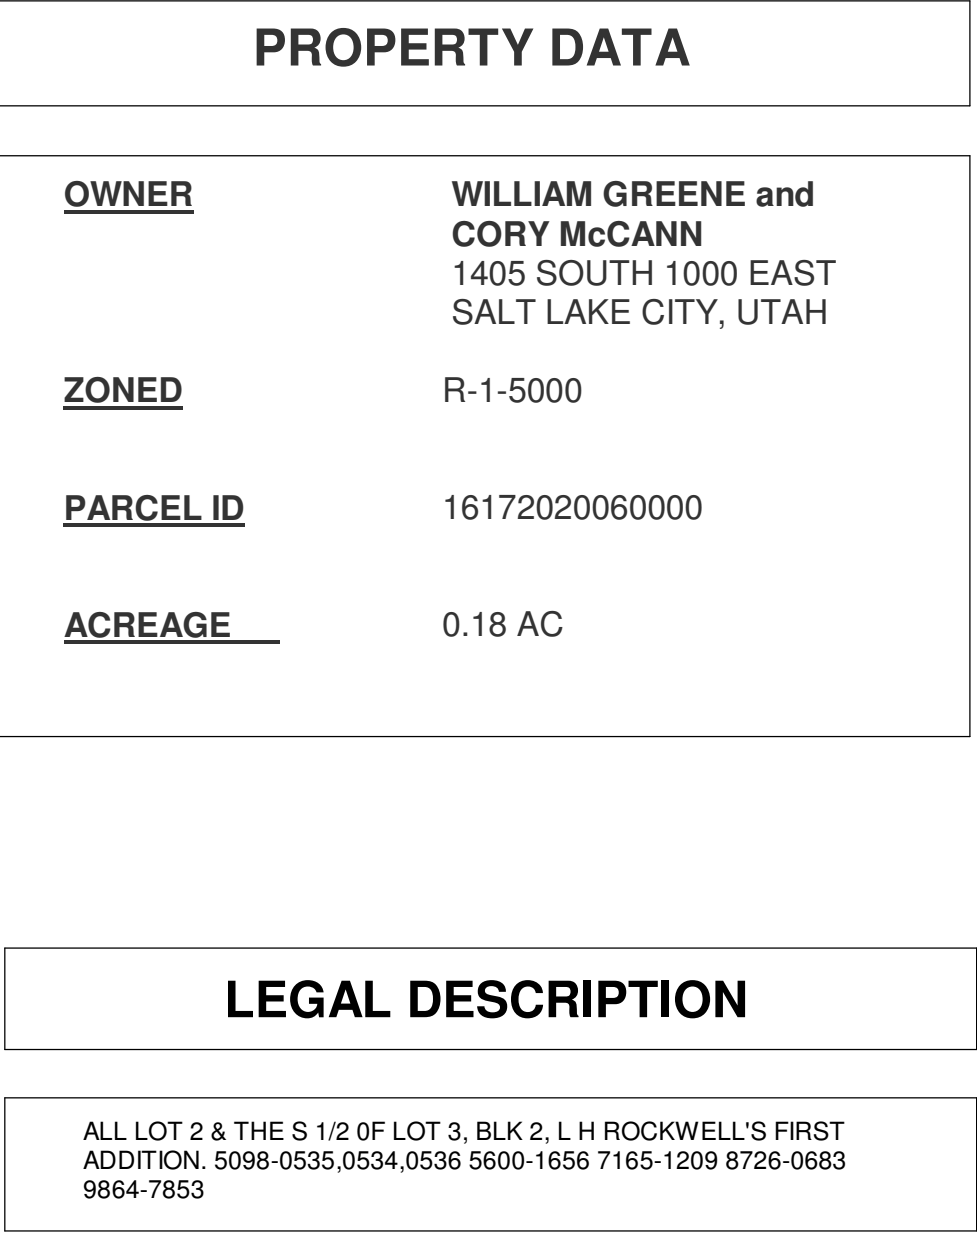 PROPERTY DATA
OWNER WILLIAM GREENE and
CORY McCANN
1405 SOUTH 1000 EAST
SALT LAKE CITY, UTAH
ZONED R-1-5000
PARCEL ID 16172020060000
ACREAGE 0.18 AC
LEGAL DESCRIPTION
ALL LOT 2 & THE S 1/2 0F LOT 3, BLK 2, L H ROCKWELL'S FIRST
ADDITION. 5098-0535,0534,0536 5600-1656 7165-1209 8726-0683
9864-7853